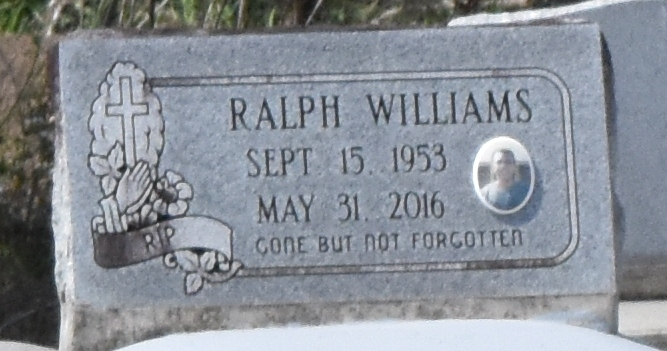 RALPH WILLIAMS
SEPT. 15. 1953
MAY 31. 2016
GONE BUT NOT FORGOTTEN
RIP